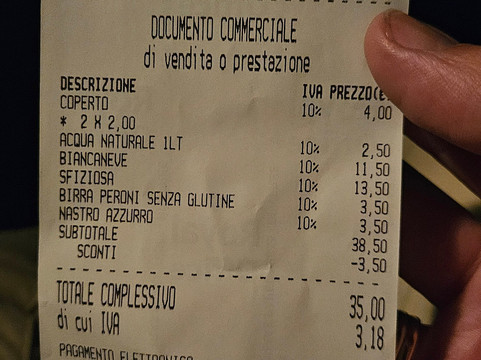 DOCUMENTO COMMERCIALE
di vendita o prestazione
DESCRIZIONE IVA PREZZO(€)
COPERTO 10% 4,00
* 2 X 2,00
ACQUA NATURALE 1LT 10% 2,50
BIANCANEVE 10% 11,50
SFIZIOSA 10% 13,50
BIRRA PERONI SENZA GLUTINE 10% 3,50
NASTRO AZZURRO 10% 3,50
SUBTOTALE 38,50
SCONTI -3,50
TOTALE COMPLESSIVO 35,00
di cui IVA 3,18
PAGAMENTO ELETTRONICO